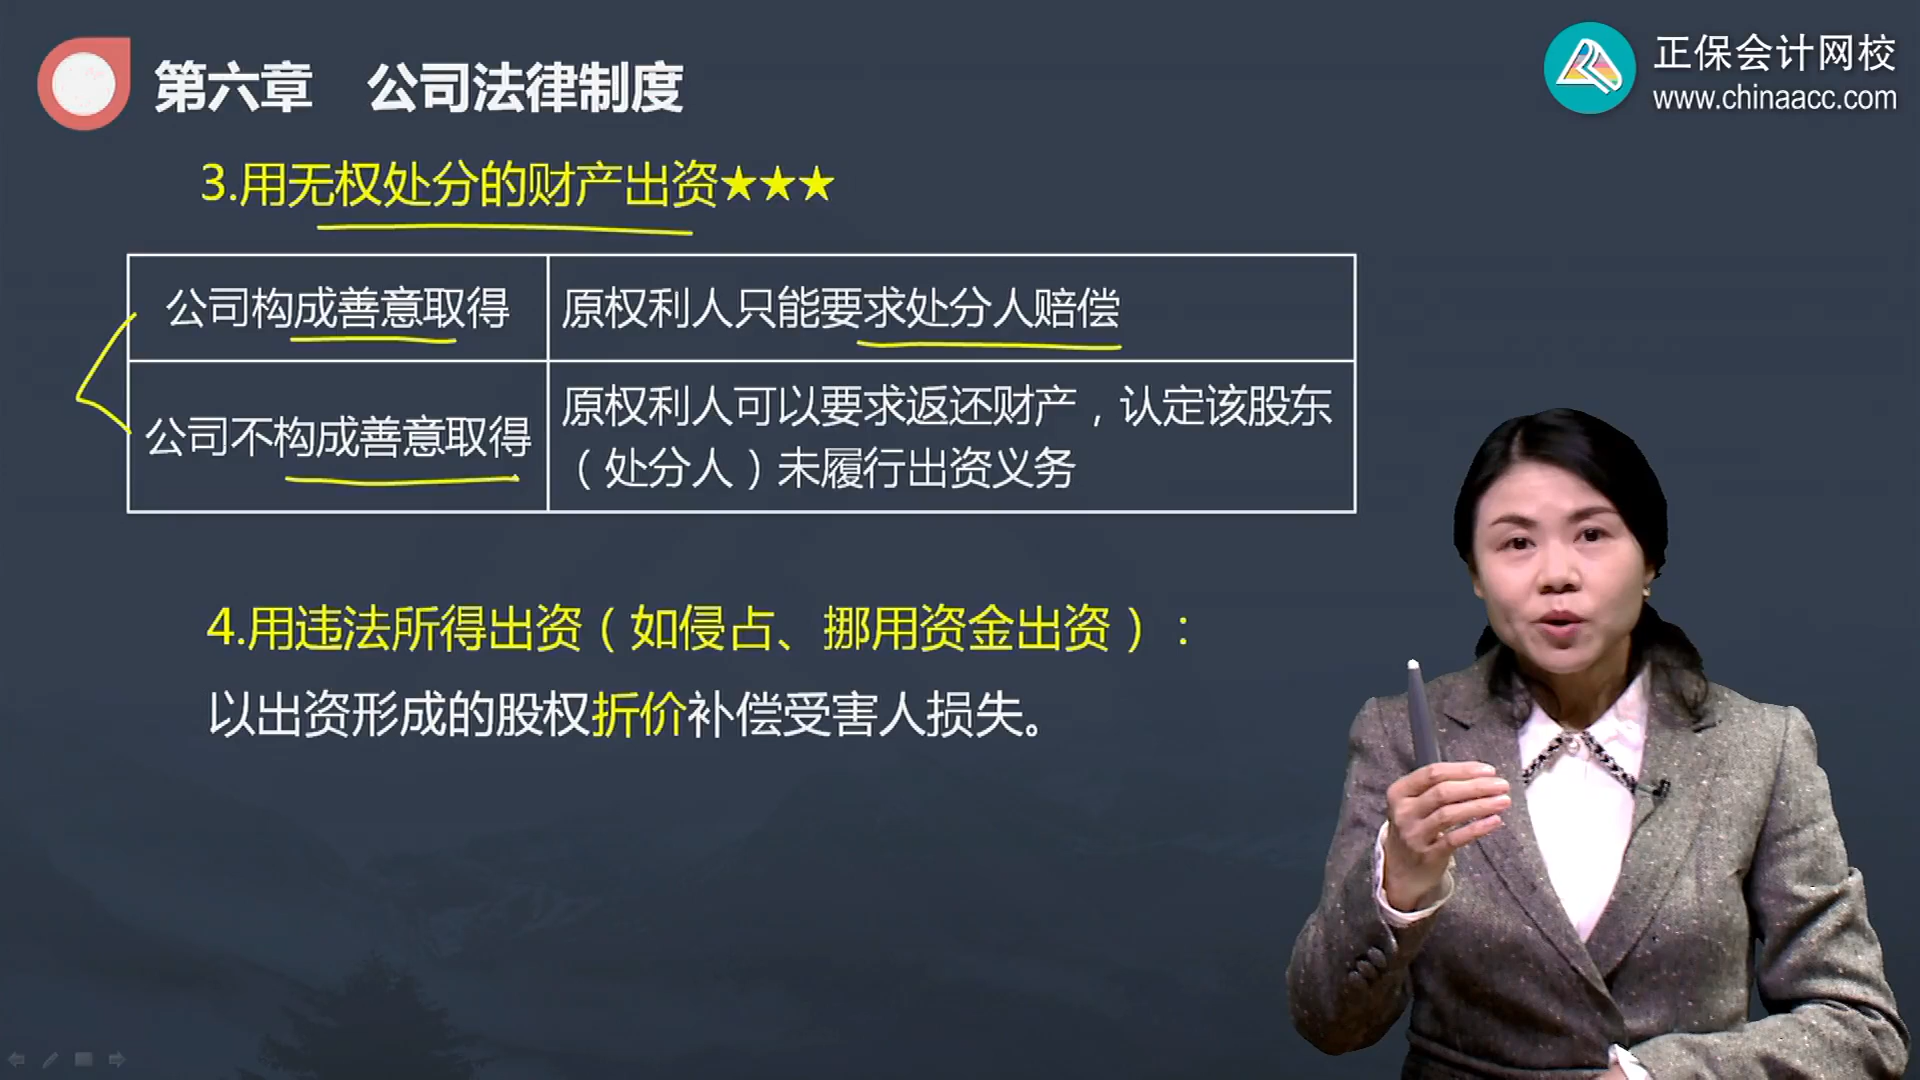 第六章 公司法律制度
正保会计网校
www.chinaacc.com
3.用无权处分的财产出资★★★
公司构成善意取得
原权利人只能要求处分人赔偿
公司不构成善意取得
原权利人可以要求返还财产，认定该股东
（处分人）未履行出资义务
4.用违法所得出资（如侵占、挪用资金出资）：
以出资形成的股权折价补偿受害人损失。